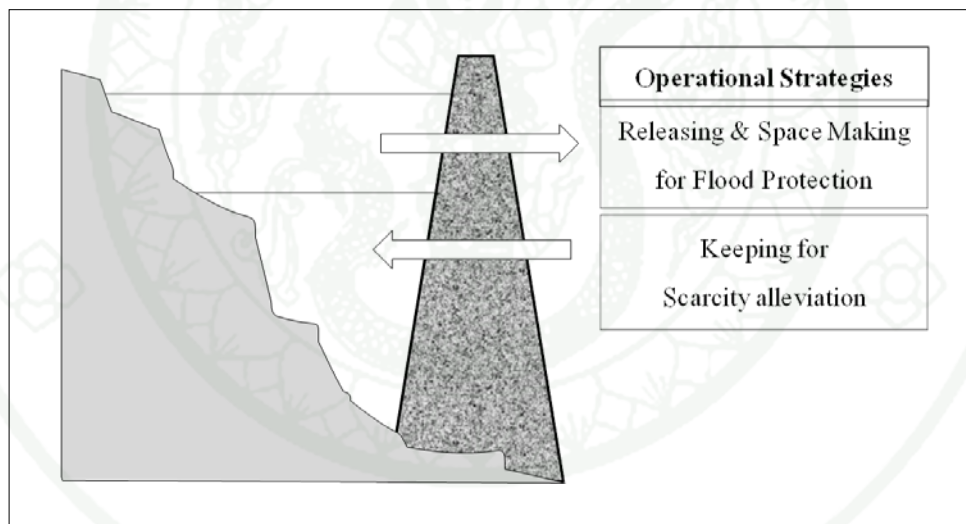 Operational Strategies
Releasing & Space Making
for Flood Protection
Keeping for
Scarcity alleviation